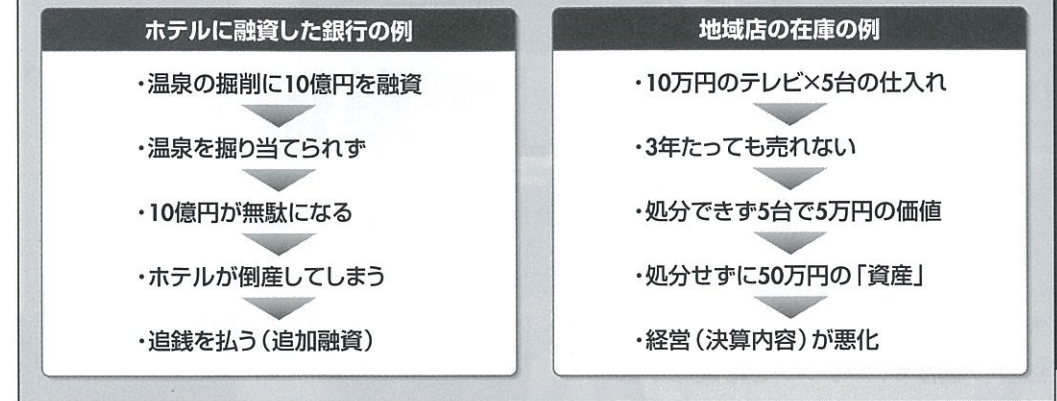 ホテルに融資した銀行の例
・温泉の掘削に10億円を融資
・温泉を掘り当てられず
・10億円が無駄になる
・ホテルが倒産してしまう
・追銭を払う(追加融資)
地域店の在庫の例
・10万円のテレビ×5台の仕入れ
・3年たっても売れない
・処分できず5台で5万円の価値
・処分せずに50万円の「資産」
・経営(決算内容)が悪化